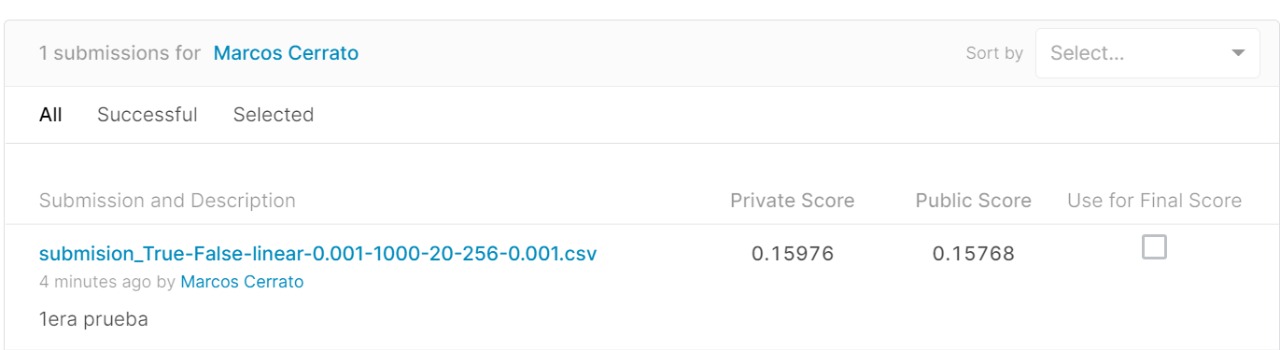 1 submissions for Marcos Cerrato
Sort by Select...
All Successful Selected
Submission and Description Private Score Public Score Use for Final Score
submision_True-False-linear-0.001-1000-20-256-0.001.csv 0.15976 0.15768
4 minutes ago by Marcos Cerrato
1era prueba